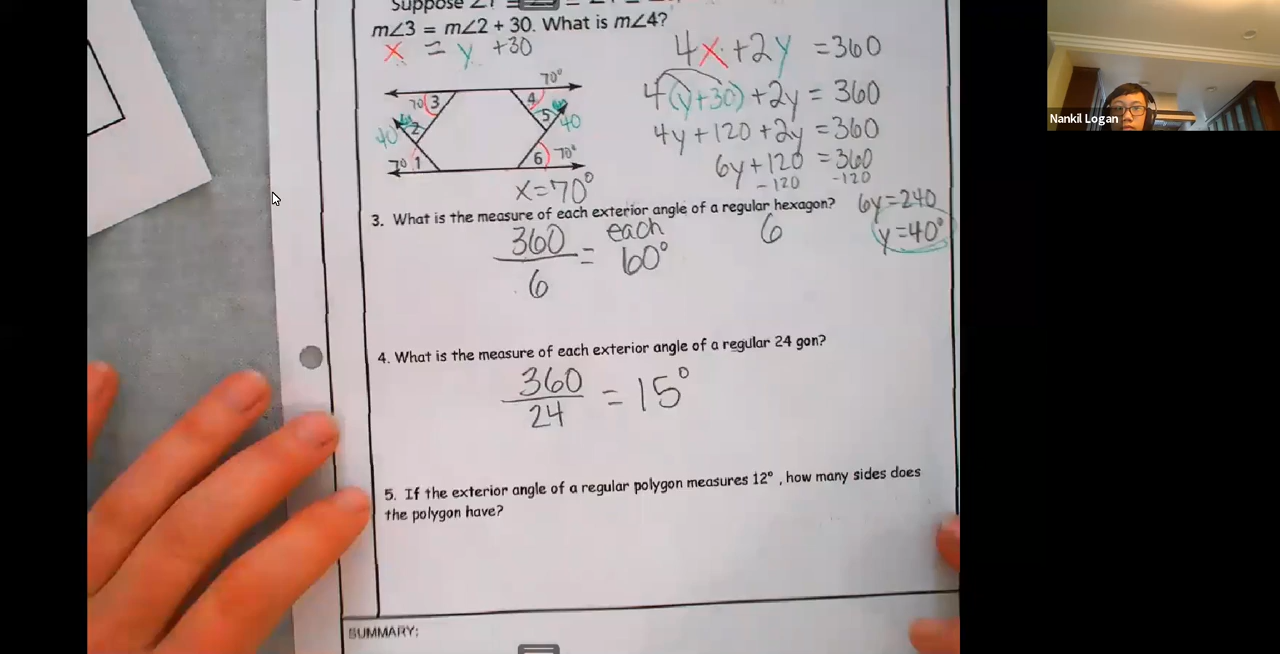 Suppose
m∠3 = m∠2 + 30. What is m∠4?
x = y +30
4x+2y =360
70°
4(y+30)+2y = 360
70 3 4
5 40
40 2
4y+120+2y =360
6y+120 =360
-120 -120
70 1 6 70°
x=70°
6y=240
3. What is the measure of each exterior angle of a regular hexagon?
6
y=40°
360 = each
6 60°
4. What is the measure of each exterior angle of a regular 24 gon?
360 = 15°
24
5. If the exterior angle of a regular polygon measures 12° , how many sides does
the polygon have?
SUMMARY:
Nankil Logan